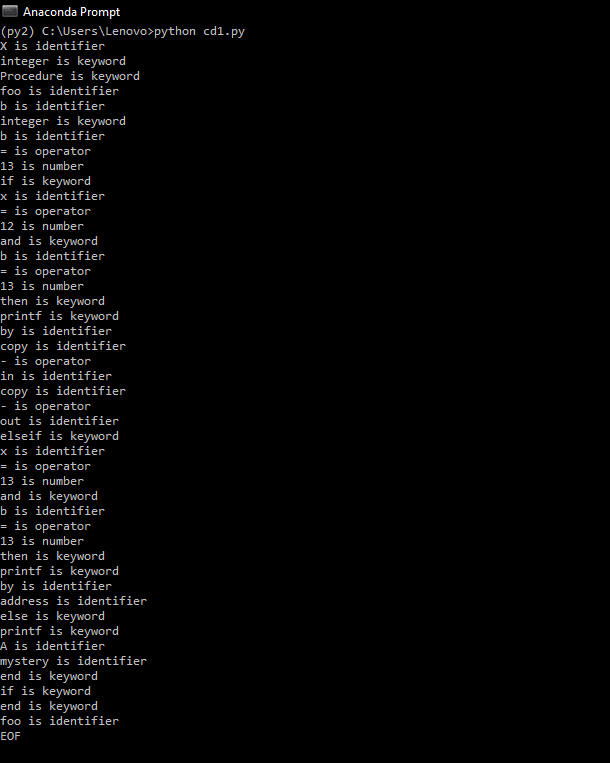 Anaconda Prompt
(py2) C:\Users\Lenovo>python cd1.py
X is identifier
integer is keyword
Procedure is keyword
foo is identifier
b is identifier
integer is keyword
b is identifier
= is operator
13 is number
if is keyword
x is identifier
= is operator
12 is number
and is keyword
b is identifier
= is operator
13 is number
then is keyword
printf is keyword
by is identifier
copy is identifier
- is operator
in is identifier
copy is identifier
- is operator
out is identifier
elseif is keyword
x is identifier
= is operator
13 is number
and is keyword
b is identifier
= is operator
13 is number
then is keyword
printf is keyword
by is identifier
address is identifier
else is keyword
printf is keyword
A is identifier
mystery is identifier
end is keyword
if is keyword
end is keyword
foo is identifier
EOF